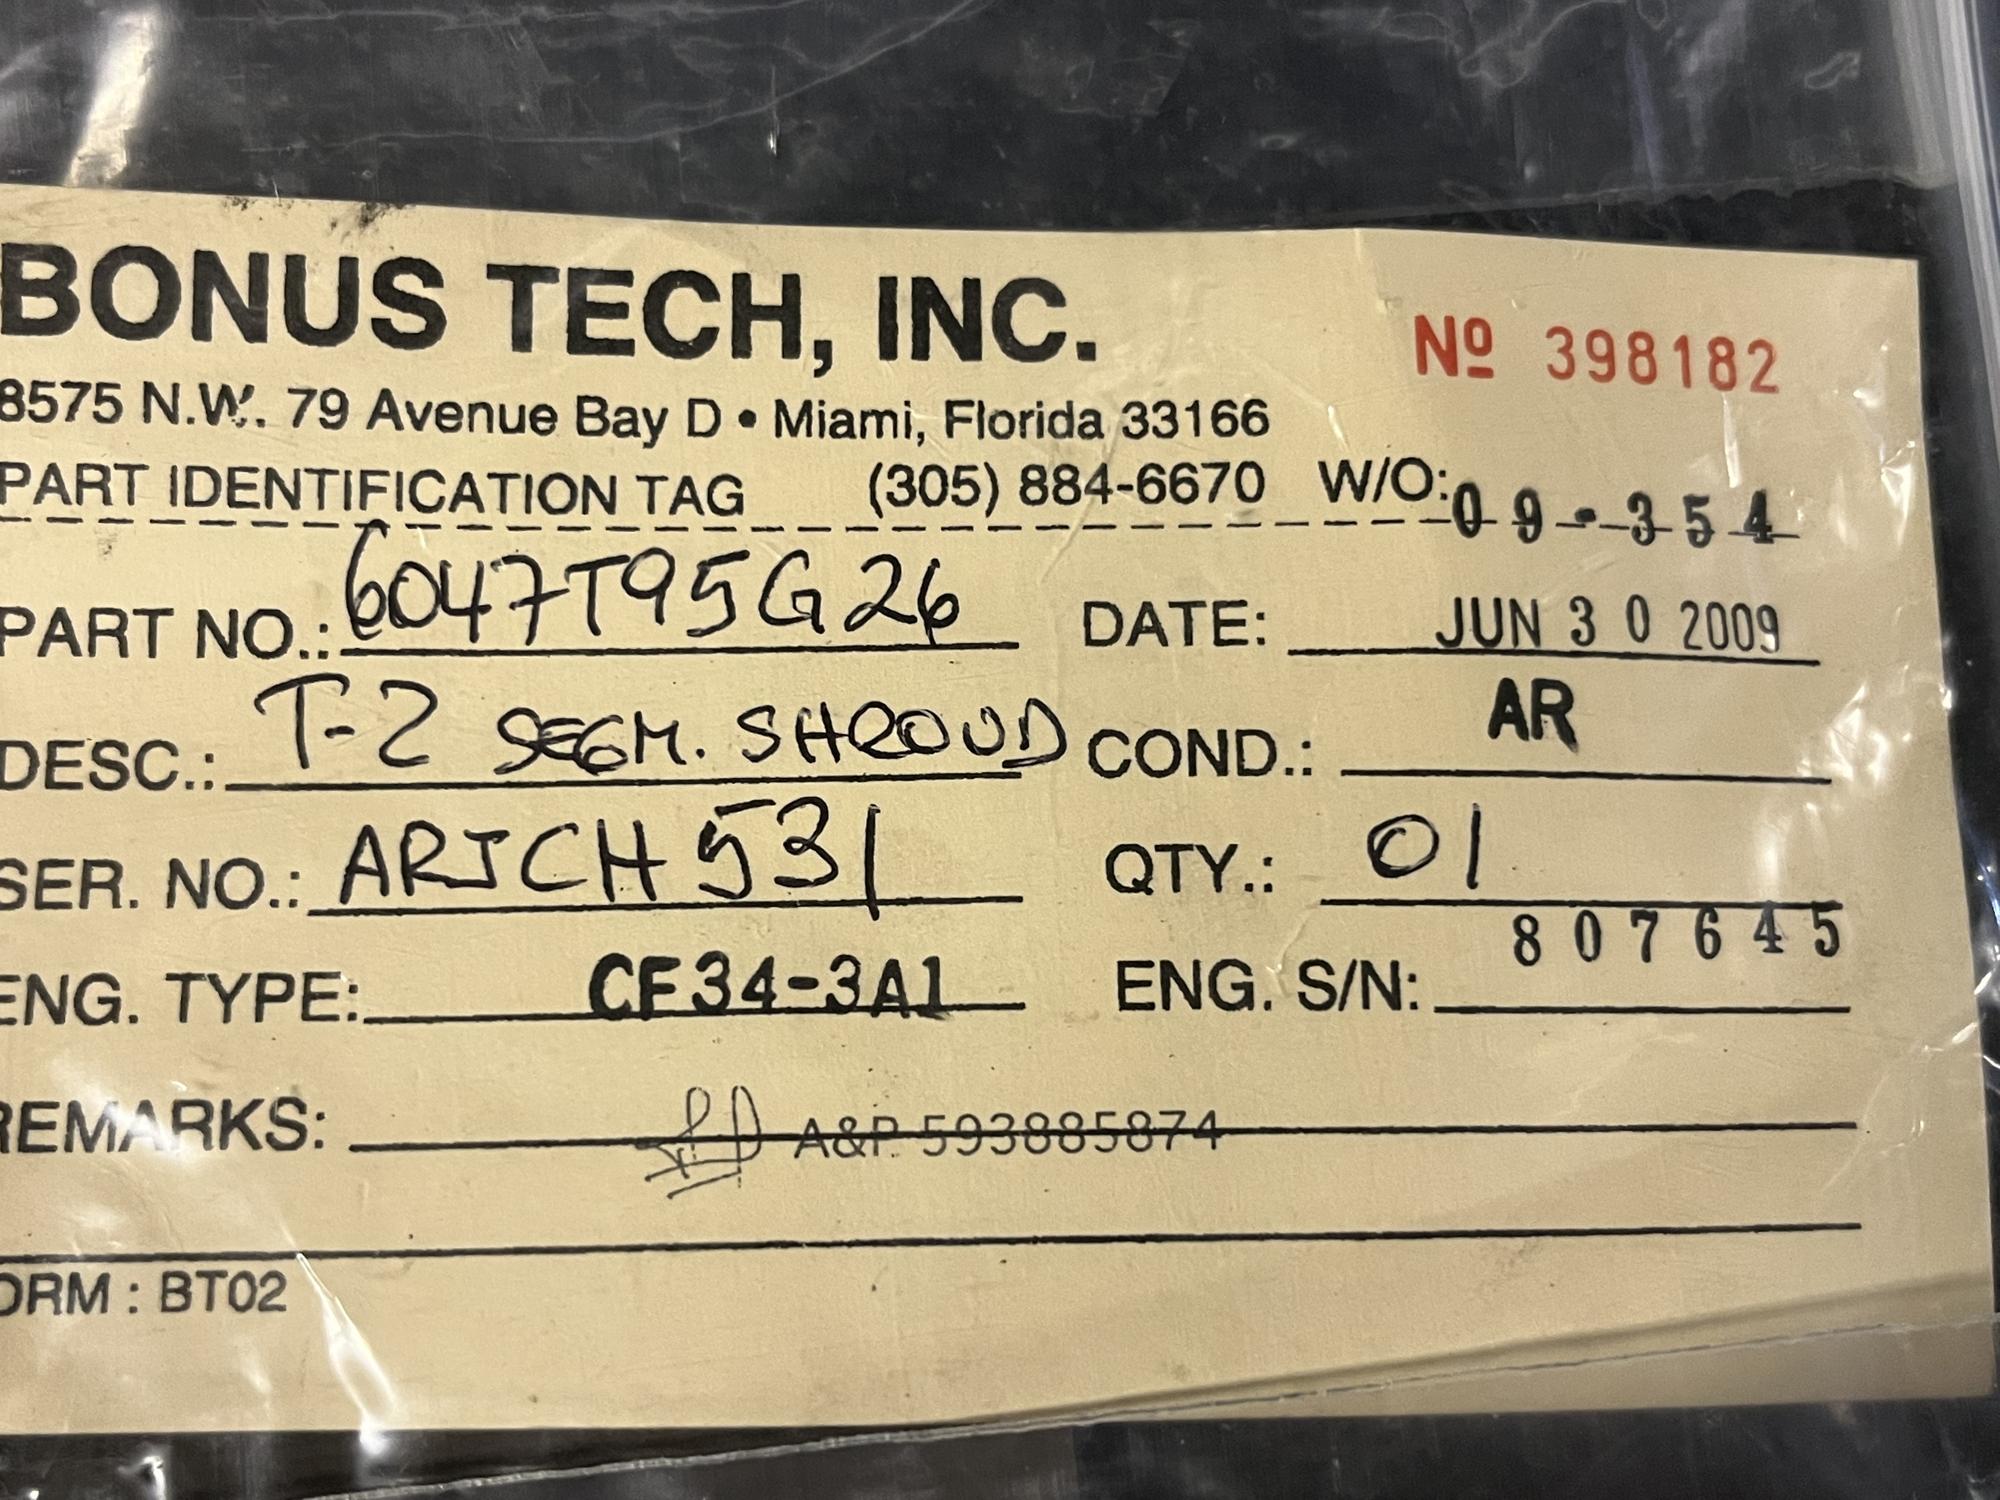 BONUS TECH, INC.
Nº 398182
8575 N.W. 79 Avenue Bay D • Miami, Florida 33166
PART IDENTIFICATION TAG (305) 884-6670 W/O: 09-354
PART NO.: 6047T95G26 DATE: JUN 30 2009
DESC.: T-2 SEGM. SHROUD COND.: AR
SER. NO.: ARJCH531 QTY.: 01
ENG. TYPE: CF34-3A1 ENG. S/N: 807645
REMARKS: A&P 593885874
ORM : BT02